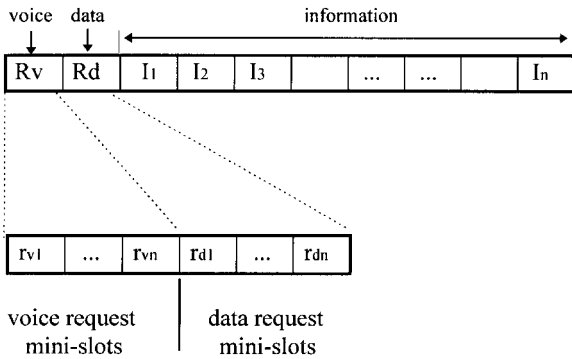 voice data information
Rv Rd I1 I2 I3 ... ... In
rv1 ... rvn rd1 ... rdn
voice request data request
mini-slots mini-slots